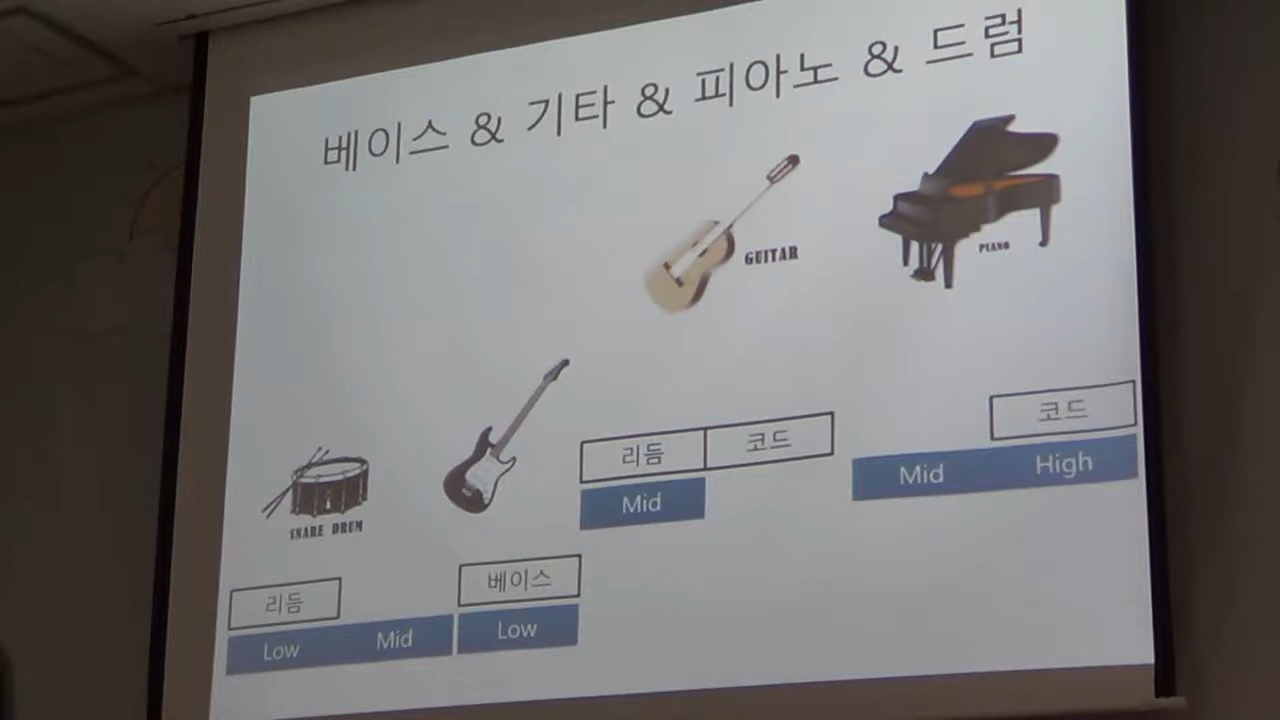 베이스 & 기타 & 피아노 & 드럼
GUITAR
PIANO
코드
리듬 코드
Mid High
Mid
SNARE DRUM
베이스
리듬
Low Mid
Low